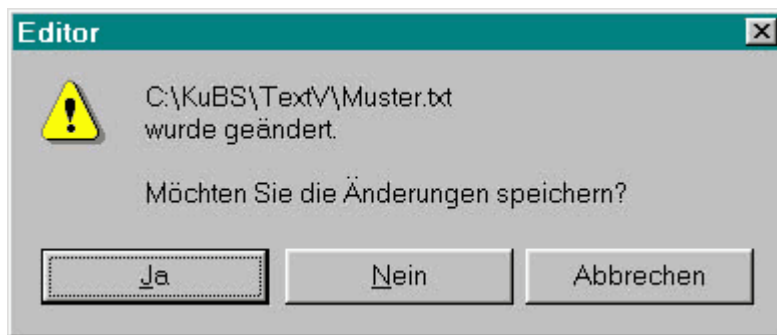 Editor
C:\KuBS\TextV\Muster.txt
wurde geändert.
Möchten Sie die Änderungen speichern?
Ja Nein Abbrechen